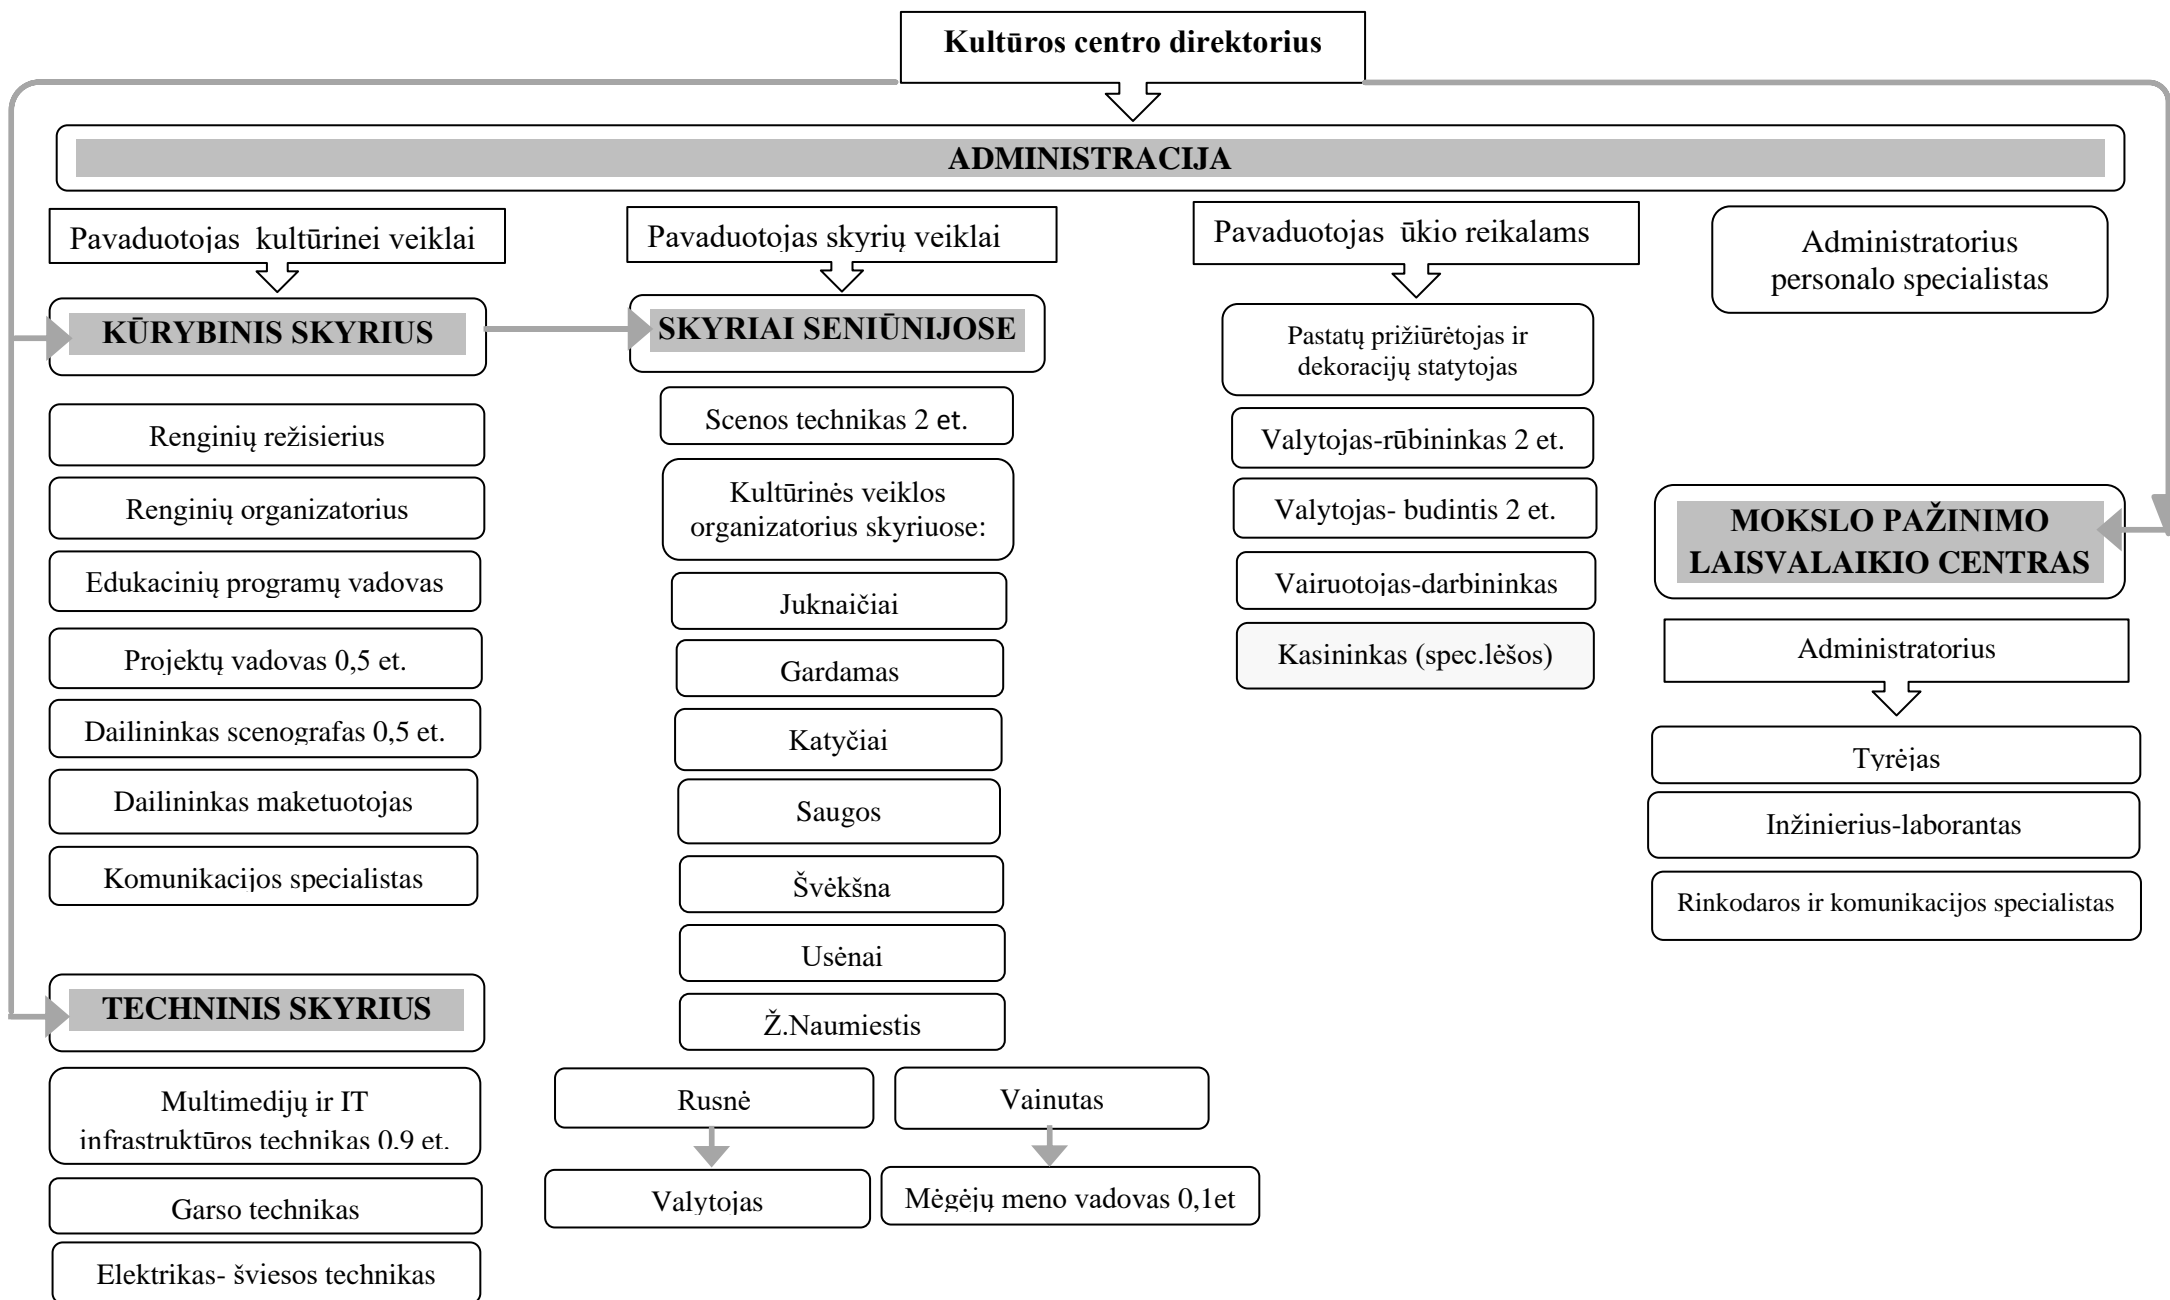 Kultūros centro direktorius
ADMINISTRACIJA
Pavaduotojas kultūrinei veiklai
KŪRYBINIS SKYRIUS
Renginių režisierius
Renginių organizatorius
Edukacinių programų vadovas
Projektų vadovas 0,5 et.
Dailininkas scenografas 0,5 et.
Dailininkas maketuotojas
Komunikacijos specialistas
TECHNINIS SKYRIUS
Multimedijų ir IT
infrastruktūros technikas 0.9 et.
Garso technikas
Elektrikas- šviesos technikas
Pavaduotojas skyrių veiklai
SKYRIAI SENIŪNIJOSE
Scenos technikas 2 et.
Kultūrinės veiklos
organizatorius skyriuose:
Juknaičiai
Gardamas
Katyčiai
Saugos
Švėkšna
Usėnai
Ž.Naumiestis
Rusnė
Valytojas
Vainutas
Mėgėjų meno vadovas 0,1et
Pavaduotojas ūkio reikalams
Pastatų prižiūrėtojas ir
dekoracijų statytojas
Valytojas-rūbininkas 2 et.
Valytojas- budintis 2 et.
Vairuotojas-darbininkas
Kasininkas (spec.lėšos)
Administratorius
personalo specialistas
MOKSLO PAŽINIMO
LAISVALAIKIO CENTRAS
Administratorius
Tyrėjas
Inžinierius-laborantas
Rinkodaros ir komunikacijos specialistas